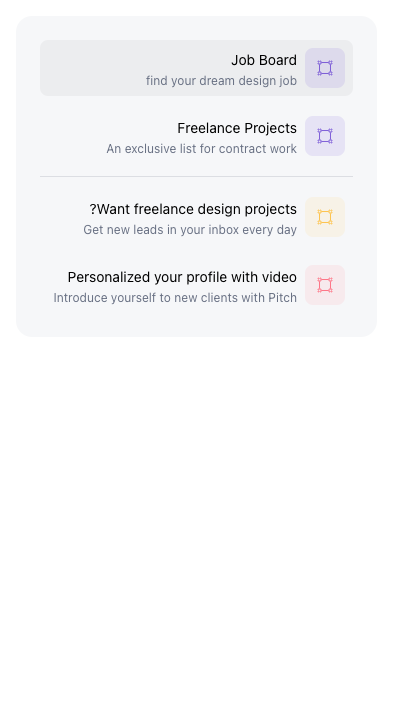 Job Board
find your dream design job
Freelance Projects
An exclusive list for contract work
?Want freelance design projects
Get new leads in your inbox every day
Personalized your profile with video
Introduce yourself to new clients with Pitch